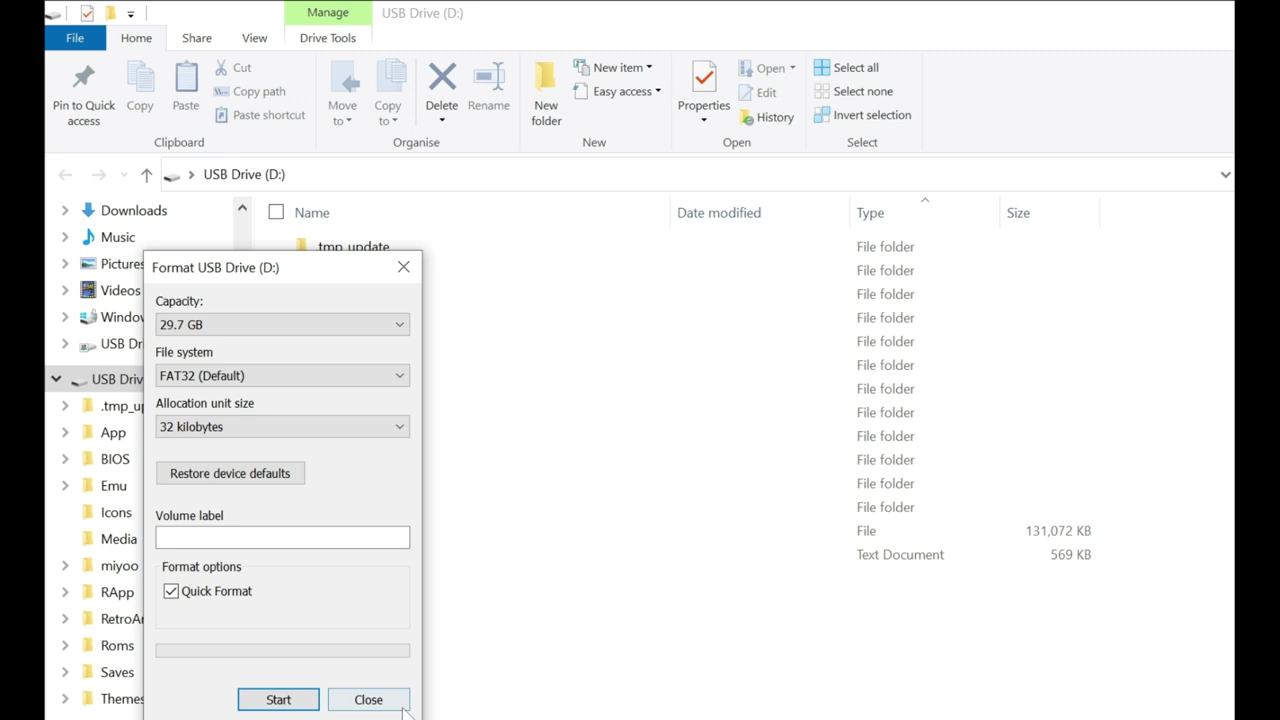 Manage
USB Drive (D:)
File
Home
Share
View
Drive Tools
Pin to Quick
access
Copy
Paste
Cut
Copy path
Paste shortcut
Clipboard
Move
to
Copy
to
Delete
Rename
Organise
New
folder
New item
Easy access
New
Properties
Open
Edit
History
Open
Select all
Select none
Invert selection
Select
USB Drive (D:)
Downloads
Music
Pictures
Videos
Window
USB Dr
USB Driv
.tmp_up
App
BIOS
Emu
Icons
Media
miyoo
RApp
RetroAr
Roms
Saves
Themes
Name
Date modified
Type
Size
.tmp_update
File folder
File folder
File folder
File folder
File folder
File folder
File folder
File folder
File folder
File folder
File folder
File folder
File
131,072 KB
Text Document
569 KB
Format USB Drive (D:)
Capacity:
29.7 GB
File system
FAT32 (Default)
Allocation unit size
32 kilobytes
Restore device defaults
Volume label
Format options
Quick Format
Start
Close